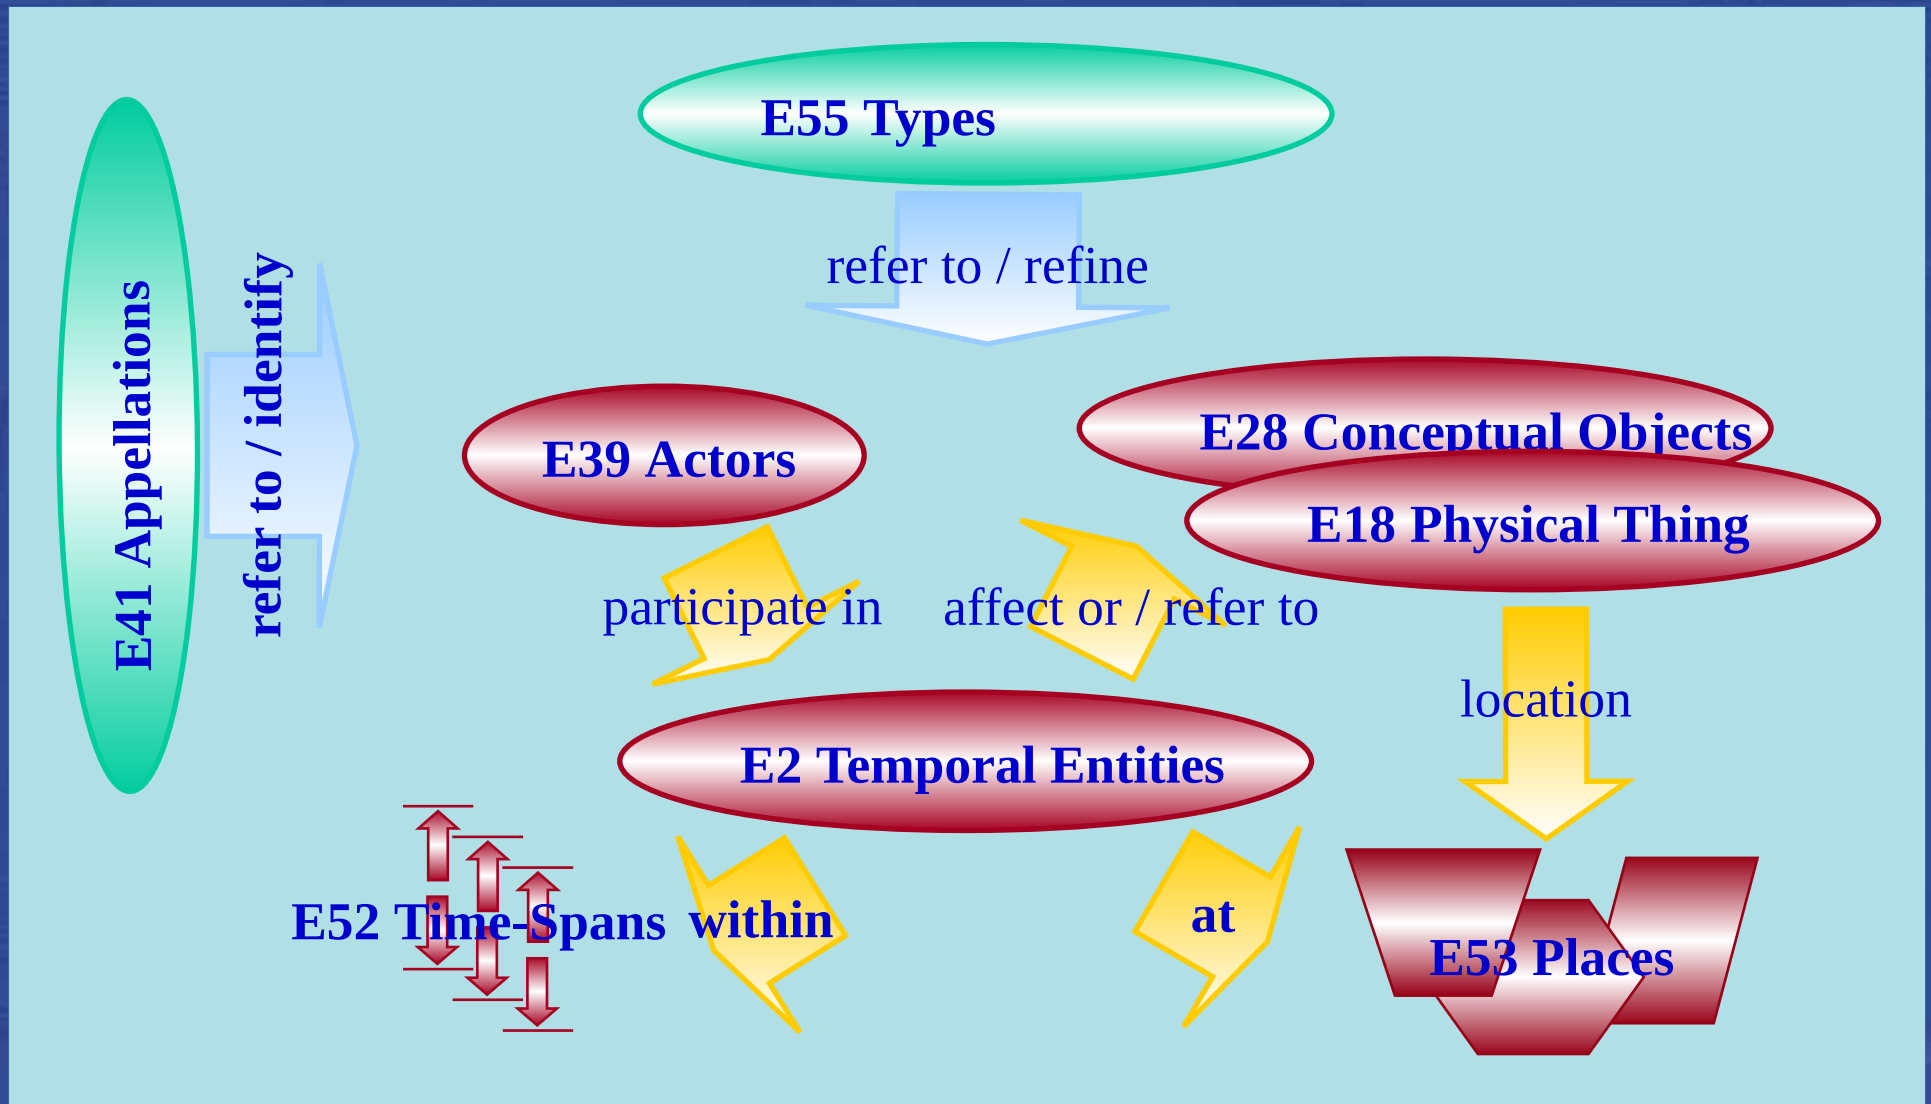 E55 Types
refer to / refine
E41 Appellations
refer to / identify
E39 Actors
E28 Conceptual Objects
E18 Physical Thing
participate in
affect or / refer to
location
E2 Temporal Entities
E52 Time-Spans
within
at
E53 Places